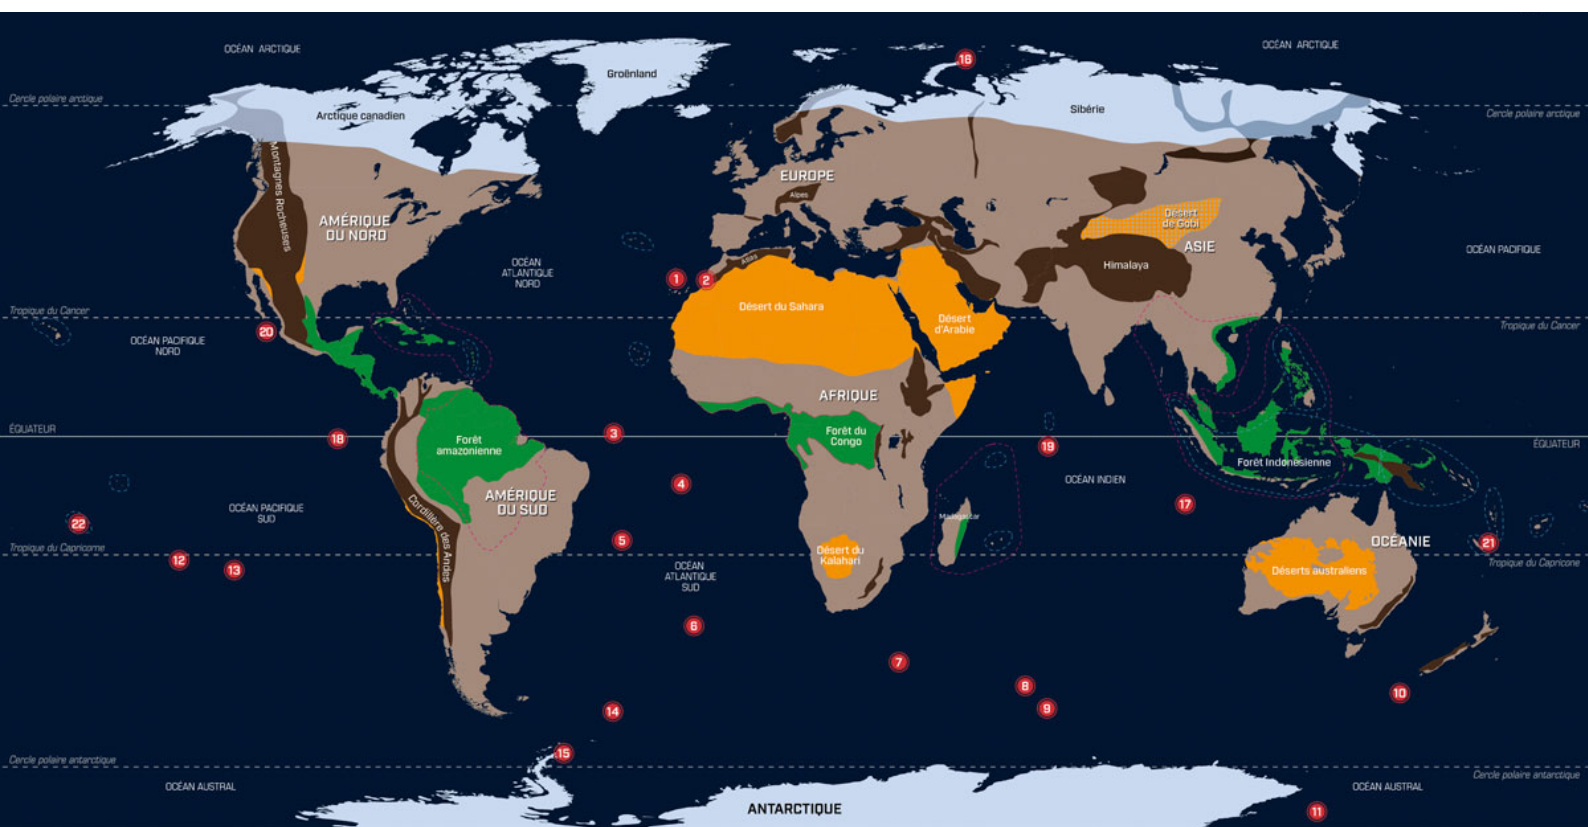 OCÉAN ARCTIQUE
OCÉAN ARCTIQUE
16
Groënland
Cercle polaire arctique
Arctique canadien
Sibérie
Cercle polaire arctique
Montagnes Rocheuses
EUROPE
Alpes
AMÉRIQUE
DU NORD
Désert
de Gobi
ASIE
OCÉAN PACIFIQUE
OCÉAN
ATLANTIQUE
NORD
Atlas
Himalaya
1
2
Désert du Sahara
Désert
d'Arabie
Tropique du Cancer
Tropique du Cancer
20
OCÉAN PACIFIQUE
NORD
AFRIQUE
ÉQUATEUR
18
3
Forêt
amazonienne
Forêt du
Congo
19
ÉQUATEUR
Forêt Indonésienne
4
OCÉAN INDIEN
AMÉRIQUE
DU SUD
17
OCÉAN PACIFIQUE
SUD
Cordillère des Andes
Madagascar
22
5
OCÉANIE
21
Tropique du Capricorne
12
13
Désert du
Kalahari
Déserts australiens
Tropique du Capricone
OCÉAN
ATLANTIQUE
SUD
6
7
8
9
10
14
15
Cercle polaire antarctique
Cercle polaire antarctique
OCÉAN AUSTRAL
OCÉAN AUSTRAL
ANTARCTIQUE
11